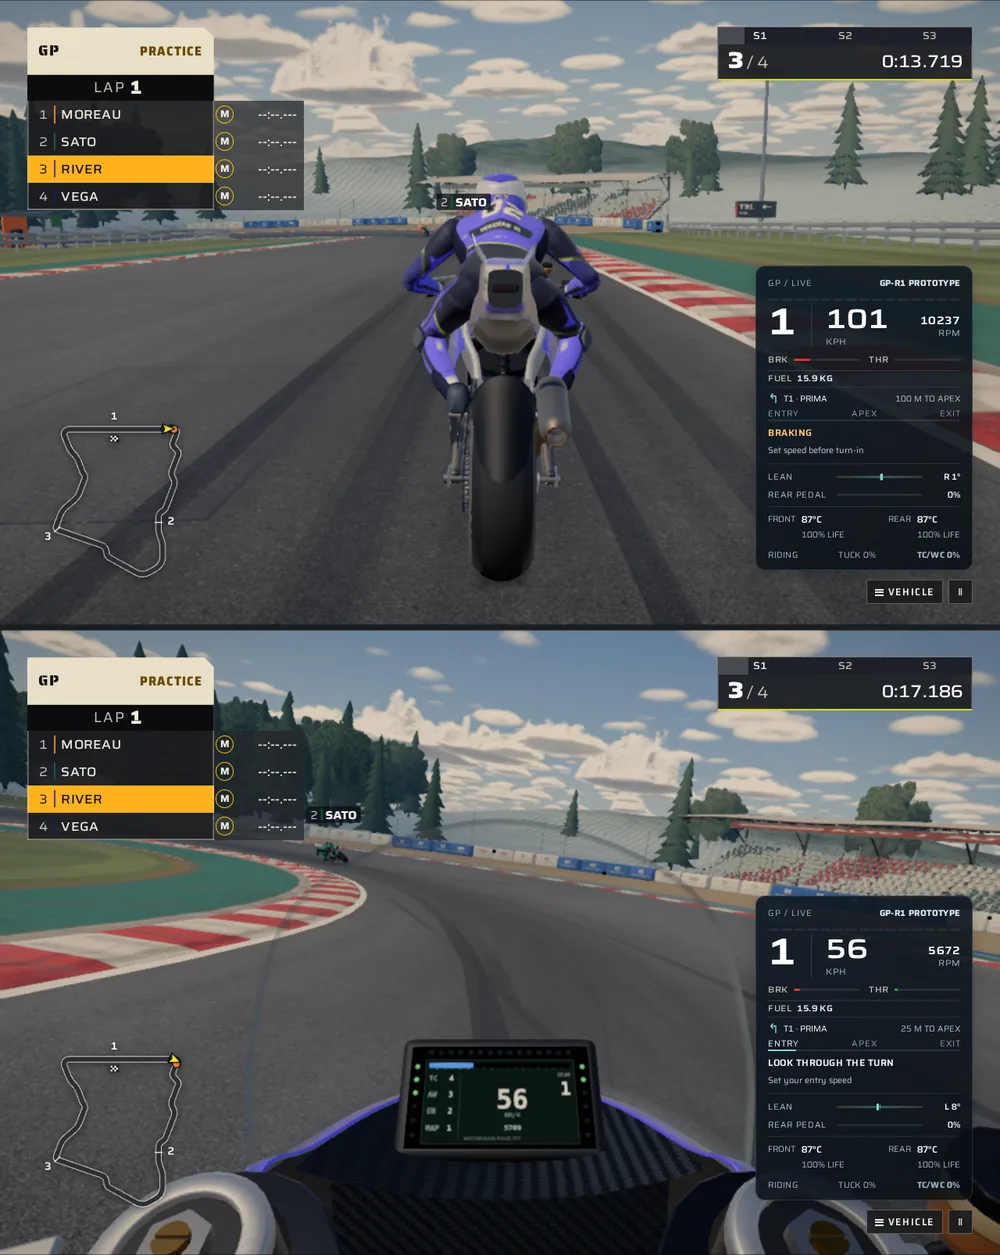 GP PRACTICE
LAP 1
1 MOREAU M --:--.---
2 SATO M --:--.---
3 RIVER M --:--.---
4 VEGA M --:--.---
S1 S2 S3
3 / 4 0:13.719
2 SATO
GP / LIVE GP-R1 PROTOTYPE
1 101 KPH 10237 RPM
BRK THR
FUEL 15.9 KG
T1 · PRIMA 100 M TO APEX
ENTRY APEX EXIT
BRAKING
Set speed before turn-in
LEAN R 1°
REAR PEDAL 0%
FRONT 87°C REAR 87°C
100% LIFE 100% LIFE
RIDING TUCK 0% TC/WC 0%
VEHICLE II
1
2
3
GP PRACTICE
LAP 1
1 MOREAU M --:--.---
2 SATO M --:--.---
3 RIVER M --:--.---
4 VEGA M --:--.---
S1 S2 S3
3 / 4 0:17.186
2 SATO
GP / LIVE GP-R1 PROTOTYPE
1 56 KPH 5672 RPM
BRK THR
FUEL 15.9 KG
T1 · PRIMA 25 M TO APEX
ENTRY APEX EXIT
LOOK THROUGH THE TURN
Set your entry speed
LEAN L 8°
REAR PEDAL 0%
FRONT 87°C REAR 87°C
100% LIFE 100% LIFE
RIDING TUCK 0% TC/WC 0%
VEHICLE II
1
2
3
TC 4
EB 2
MAP 1
56
1